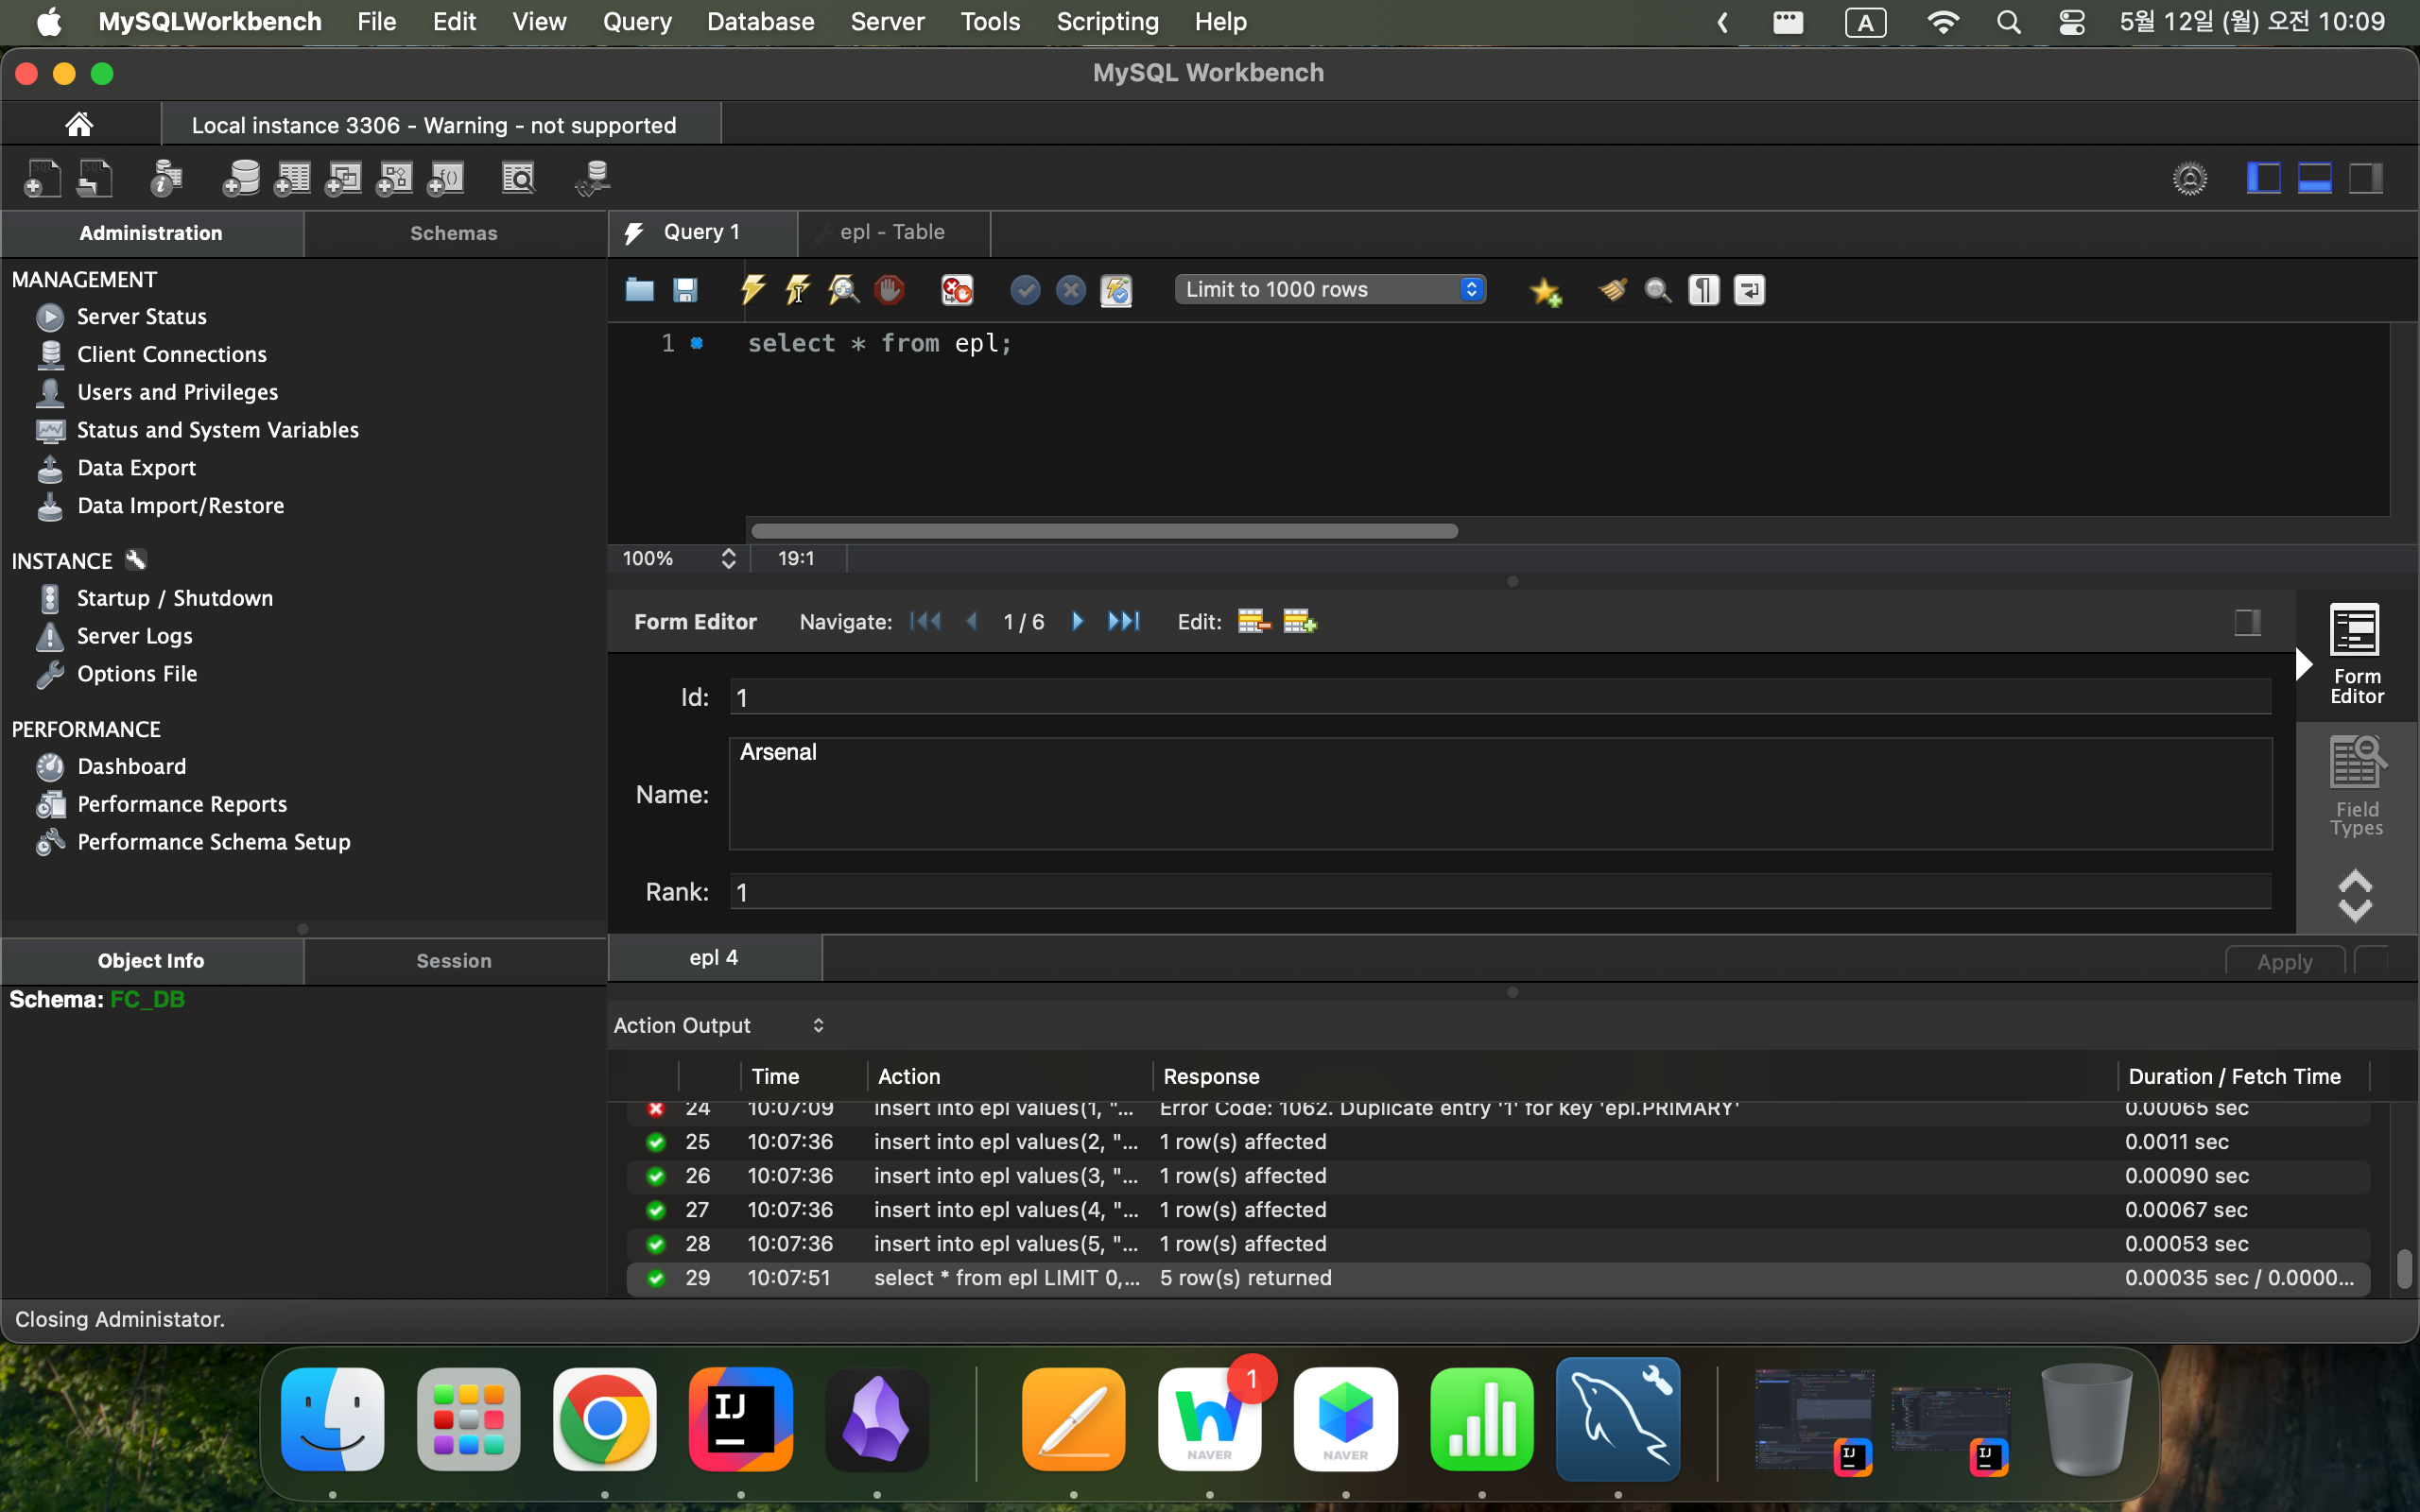 MySQLWorkbench File Edit View Query Database Server Tools Scripting Help A 5월 12일 (월) 오전 10:09
MySQL Workbench
Local instance 3306 - Warning - not supported
Administration Schemas
Query 1 epl - Table
MANAGEMENT
Server Status
Client Connections
Users and Privileges
Status and System Variables
Data Export
Data Import/Restore
INSTANCE
Startup / Shutdown
Server Logs
Options File
PERFORMANCE
Dashboard
Performance Reports
Performance Schema Setup
Limit to 1000 rows
1 select * from epl;
100% 19:1
Form Editor Navigate: 1 / 6 Edit:
Id: 1
Name: Arsenal
Rank: 1
Form
Editor
Field
Types
Object Info Session
Schema: FC_DB
epl 4 Apply
Action Output
Time Action Response Duration / Fetch Time
24 10:07:09 insert into epl values(1, "... Error Code: 1062. Duplicate entry '1' for key 'epl.PRIMARY' 0.00065 sec
25 10:07:36 insert into epl values(2, "... 1 row(s) affected 0.0011 sec
26 10:07:36 insert into epl values(3, "... 1 row(s) affected 0.00090 sec
27 10:07:36 insert into epl values(4, "... 1 row(s) affected 0.00067 sec
28 10:07:36 insert into epl values(5, "... 1 row(s) affected 0.00053 sec
29 10:07:51 select * from epl LIMIT 0,... 5 row(s) returned 0.00035 sec / 0.0000...
Closing Administator.
IJ
NAVER
1
NAVER
IJ
IJ